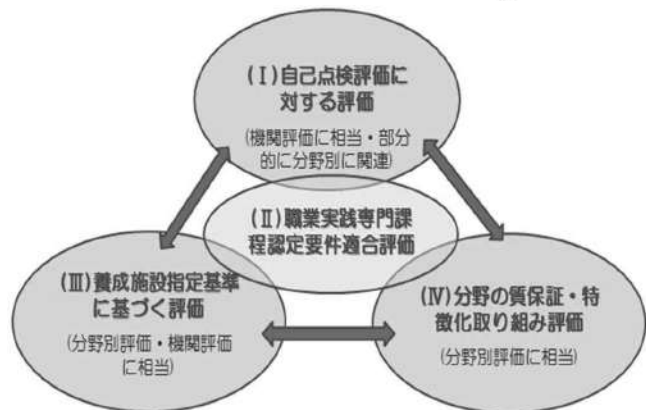 (Ⅰ)自己点検評価に
対する評価
(機関評価に相当・部分
的に分野別に関連)
(Ⅱ)職業実践専門課
程認定要件適合評価
(Ⅲ)養成施設指定基準
に基づく評価
(分野別評価・機関評価
に相当)
(Ⅳ)分野の質保証・特
徴化取り組み評価
(分野別評価に相当)